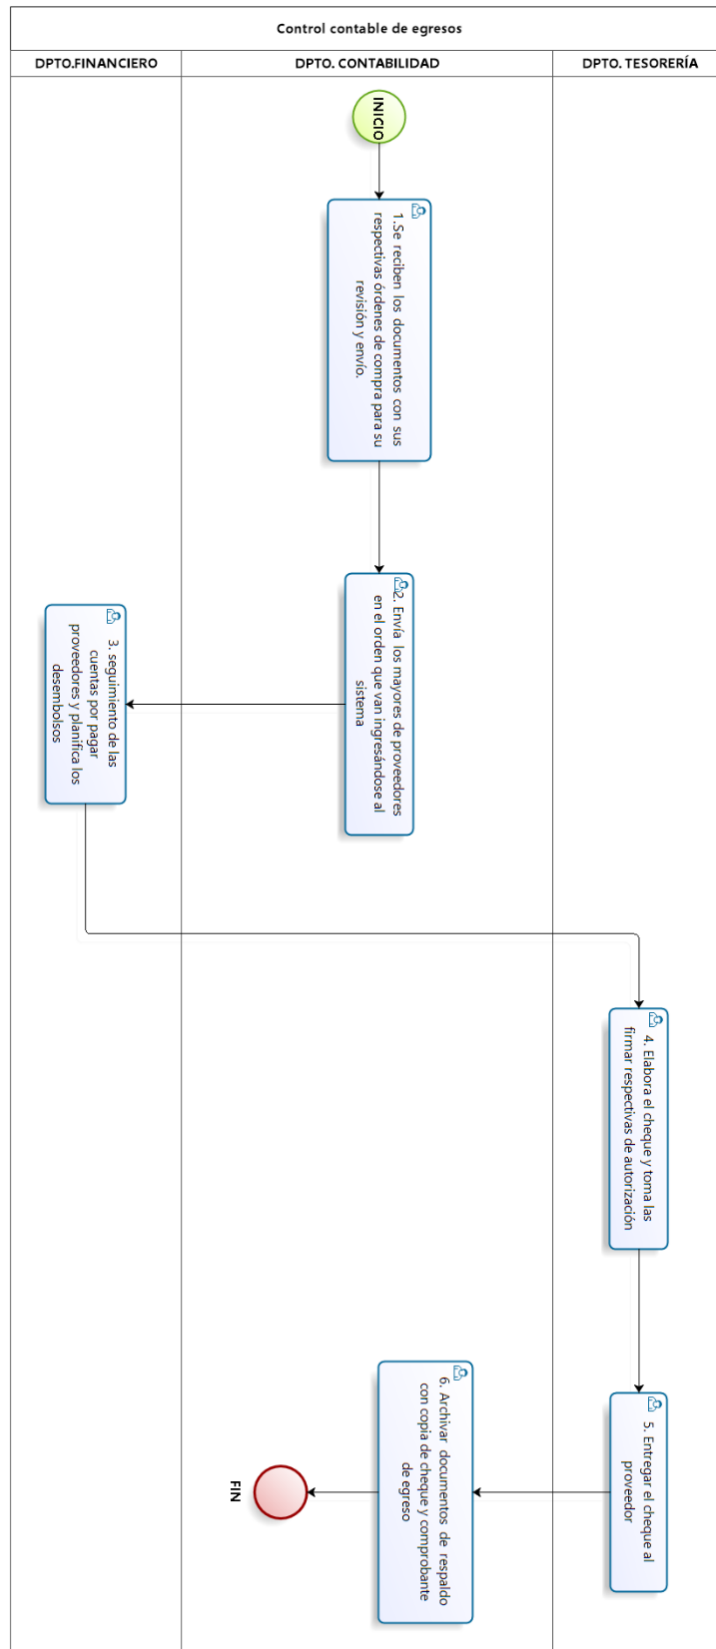 Control contable de egresos
DPTO.FINANCIERO
DPTO. CONTABILIDAD
DPTO. TESORERÍA
INICIO
1.Se reciben los documentos con sus
respectivas órdenes de compra para su
revisión y envío.
2. Envía los mayores de proveedores
en el orden que van ingresándose al
sistema
3. seguimiento de las
cuentas por pagar
proveedores y planifica los
desembolsos
4. Elabora el cheque y toma las
firmar respectivas de autorización
5. Entregar el cheque al
proveedor
6. Archivar documentos de respaldo
con copia de cheque y comprobante
de egreso
FIN